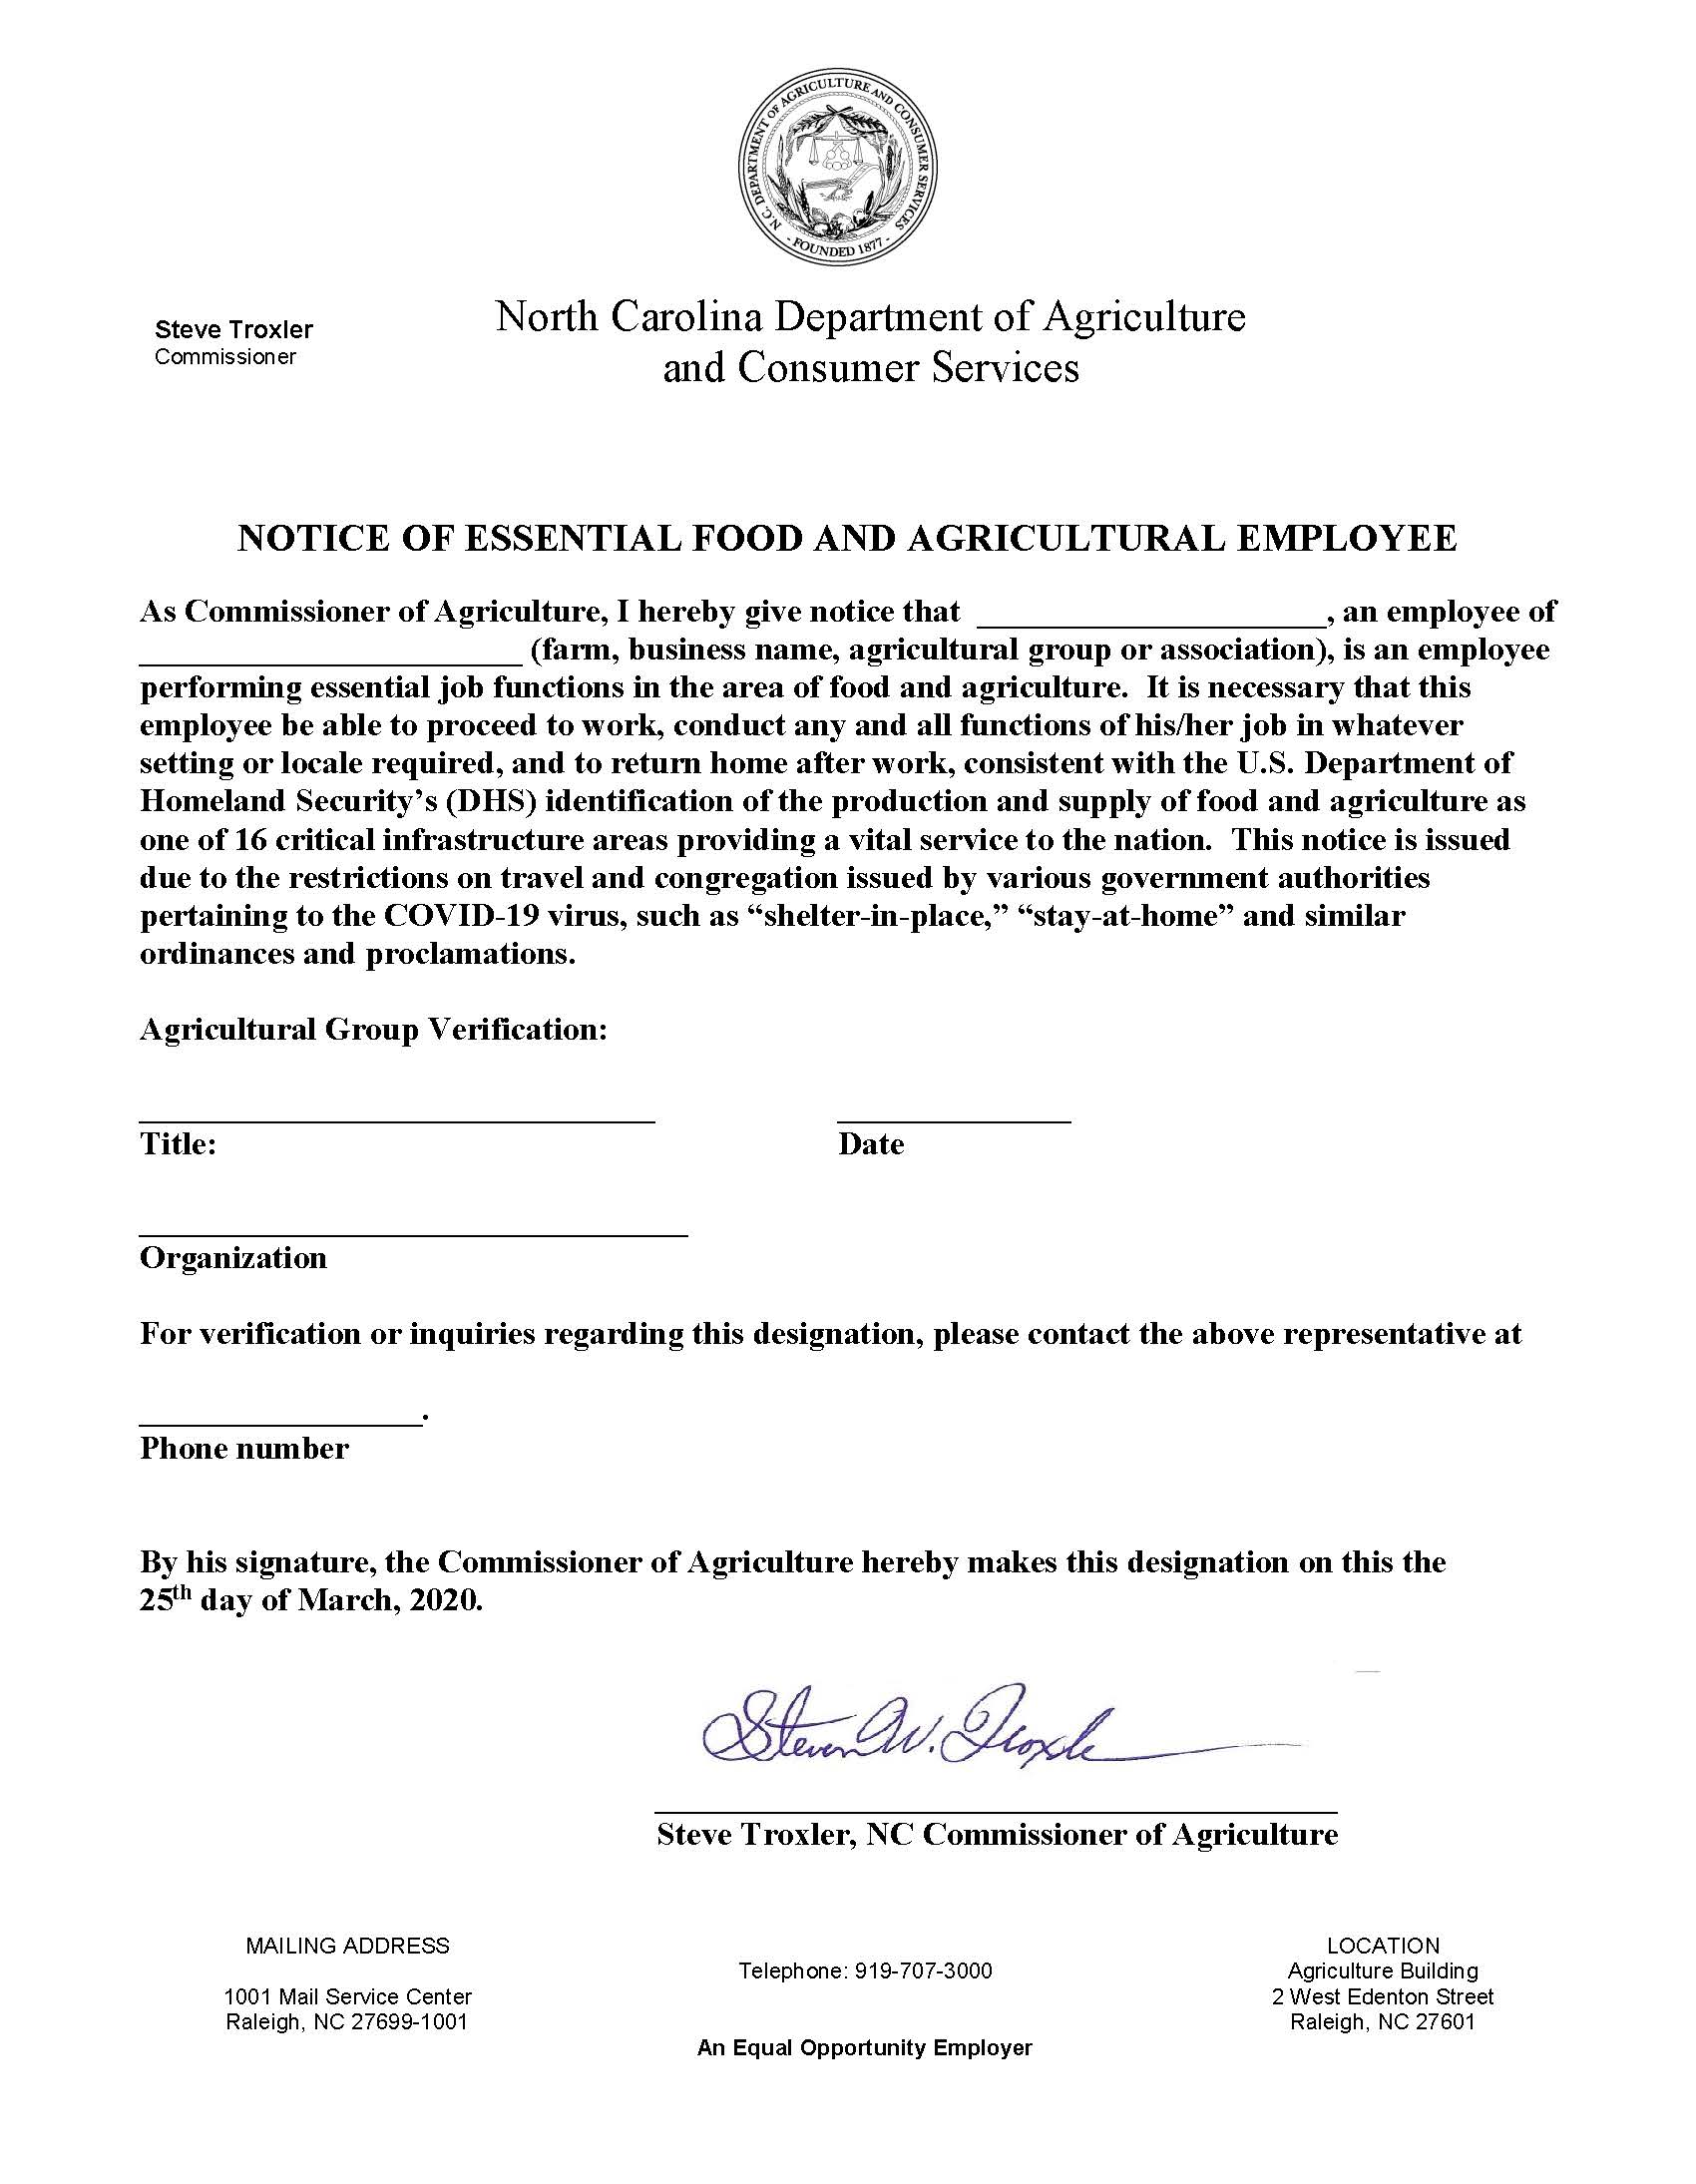 N.C. DEPARTMENT OF AGRICULTURE AND CONSUMER SERVICES
- FOUNDED 1877 -
Steve Troxler
Commissioner
North Carolina Department of Agriculture
and Consumer Services
NOTICE OF ESSENTIAL FOOD AND AGRICULTURAL EMPLOYEE
As Commissioner of Agriculture, I hereby give notice that ______________________, an employee of
________________________ (farm, business name, agricultural group or association), is an employee
performing essential job functions in the area of food and agriculture. It is necessary that this
employee be able to proceed to work, conduct any and all functions of his/her job in whatever
setting or locale required, and to return home after work, consistent with the U.S. Department of
Homeland Security’s (DHS) identification of the production and supply of food and agriculture as
one of 16 critical infrastructure areas providing a vital service to the nation. This notice is issued
due to the restrictions on travel and congregation issued by various government authorities
pertaining to the COVID-19 virus, such as “shelter-in-place,” “stay-at-home” and similar
ordinances and proclamations.
Agricultural Group Verification:
Title: Date
Organization
For verification or inquiries regarding this designation, please contact the above representative at
__________________.
Phone number
By his signature, the Commissioner of Agriculture hereby makes this designation on this the
25th day of March, 2020.
Steven W. Troxler
Steve Troxler, NC Commissioner of Agriculture
MAILING ADDRESS
1001 Mail Service Center
Raleigh, NC 27699-1001
Telephone: 919-707-3000
An Equal Opportunity Employer
LOCATION
Agriculture Building
2 West Edenton Street
Raleigh, NC 27601